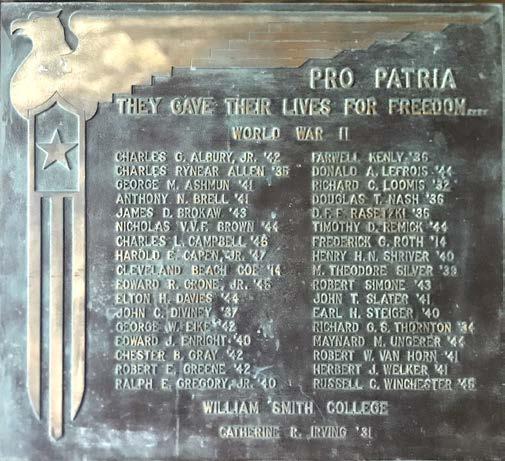 PRO PATRIA
THEY GAVE THEIR LIVES FOR FREEDOM....
WORLD WAR II
CHARLES G. ALBURY, JR. '42
CHARLES RYNEAR ALLEN '35
GEORGE M. ASHMUN '41
ANTHONY N. BRELL '41
JAMES D. BROKAW '43
NICHOLAS V.V.F. BROWN '44
CHARLES L. CAMPBELL '46
HAROLD E. CAPEN, JR. '47
CLEVELAND BEACH COE '14
EDWARD R. CRONE, JR. '45
ELTON H. DAVIES '44
JOHN C. DIVINEY '37
GEORGE W. EIKE '42
EDWARD J. ENRIGHT '40
CHESTER B. GRAY '42
ROBERT E. GREENE '42
RALPH E. GREGORY, JR. '40
FARWELL KENLY '36
DONALD A. LEFROIS '44
RICHARD C. LOOMIS '32
DOUGLAS T. NASH '36
D.F.F. RASETZKI '35
TIMOTHY D. REMICK '44
FREDERICK G. ROTH '14
HENRY H.N. SHRIVER '40
M. THEODORE SILVER '39
ROBERT SIMONE '43
JOHN T. SLATER '41
EARL H. STEIGER '40
RICHARD G.S. THORNTON '34
MAYNARD M. UNGERER '44
ROBERT W. VAN HORN '41
HERBERT J. WELKER '41
RUSSELL C. WINCHESTER '45
WILLIAM SMITH COLLEGE
CATHERINE R. IRVING '31